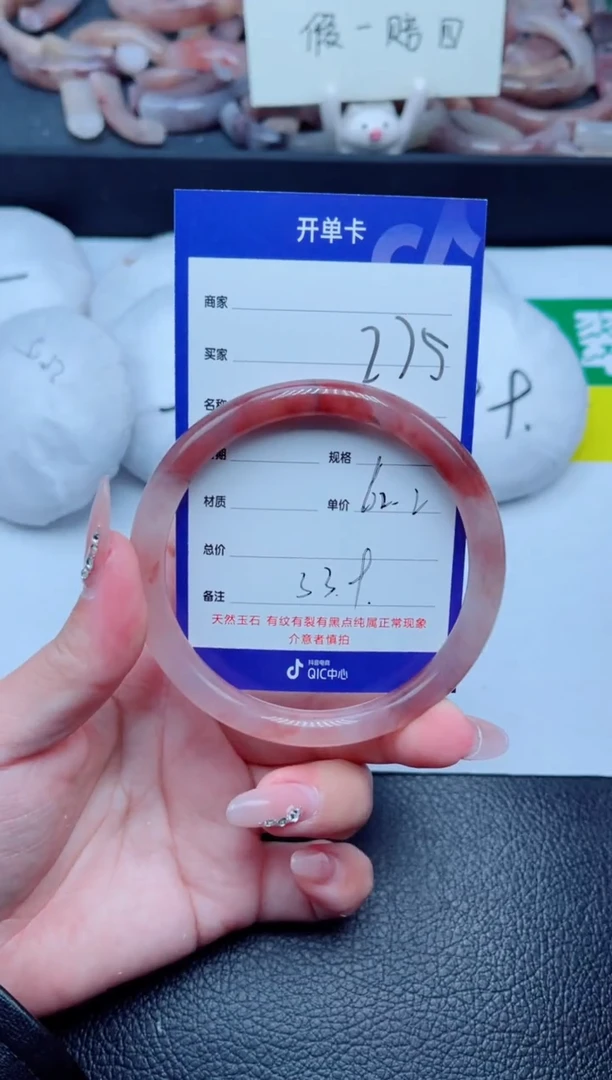 假一赔
开单卡
商家
买家 275
名称
规格
材质
单价 62.2
总价
备注 33.9.
天然玉石 有纹有裂有黑点纯属正常现象
介意者慎拍
抖音电商
QIC中心